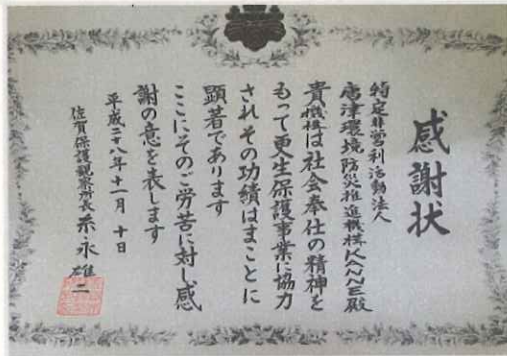 感謝状
特定非営利活動法人
唐津環境防災推進機構KANNE殿
貴機構は社会奉仕の精神を
もって更生保護事業に協力
されその功績はまことに
顕著であります
ここにそのご労苦に対し感
謝の意を表します
平成二十八年十一月十日
佐賀保護観察所長 糸永雄二